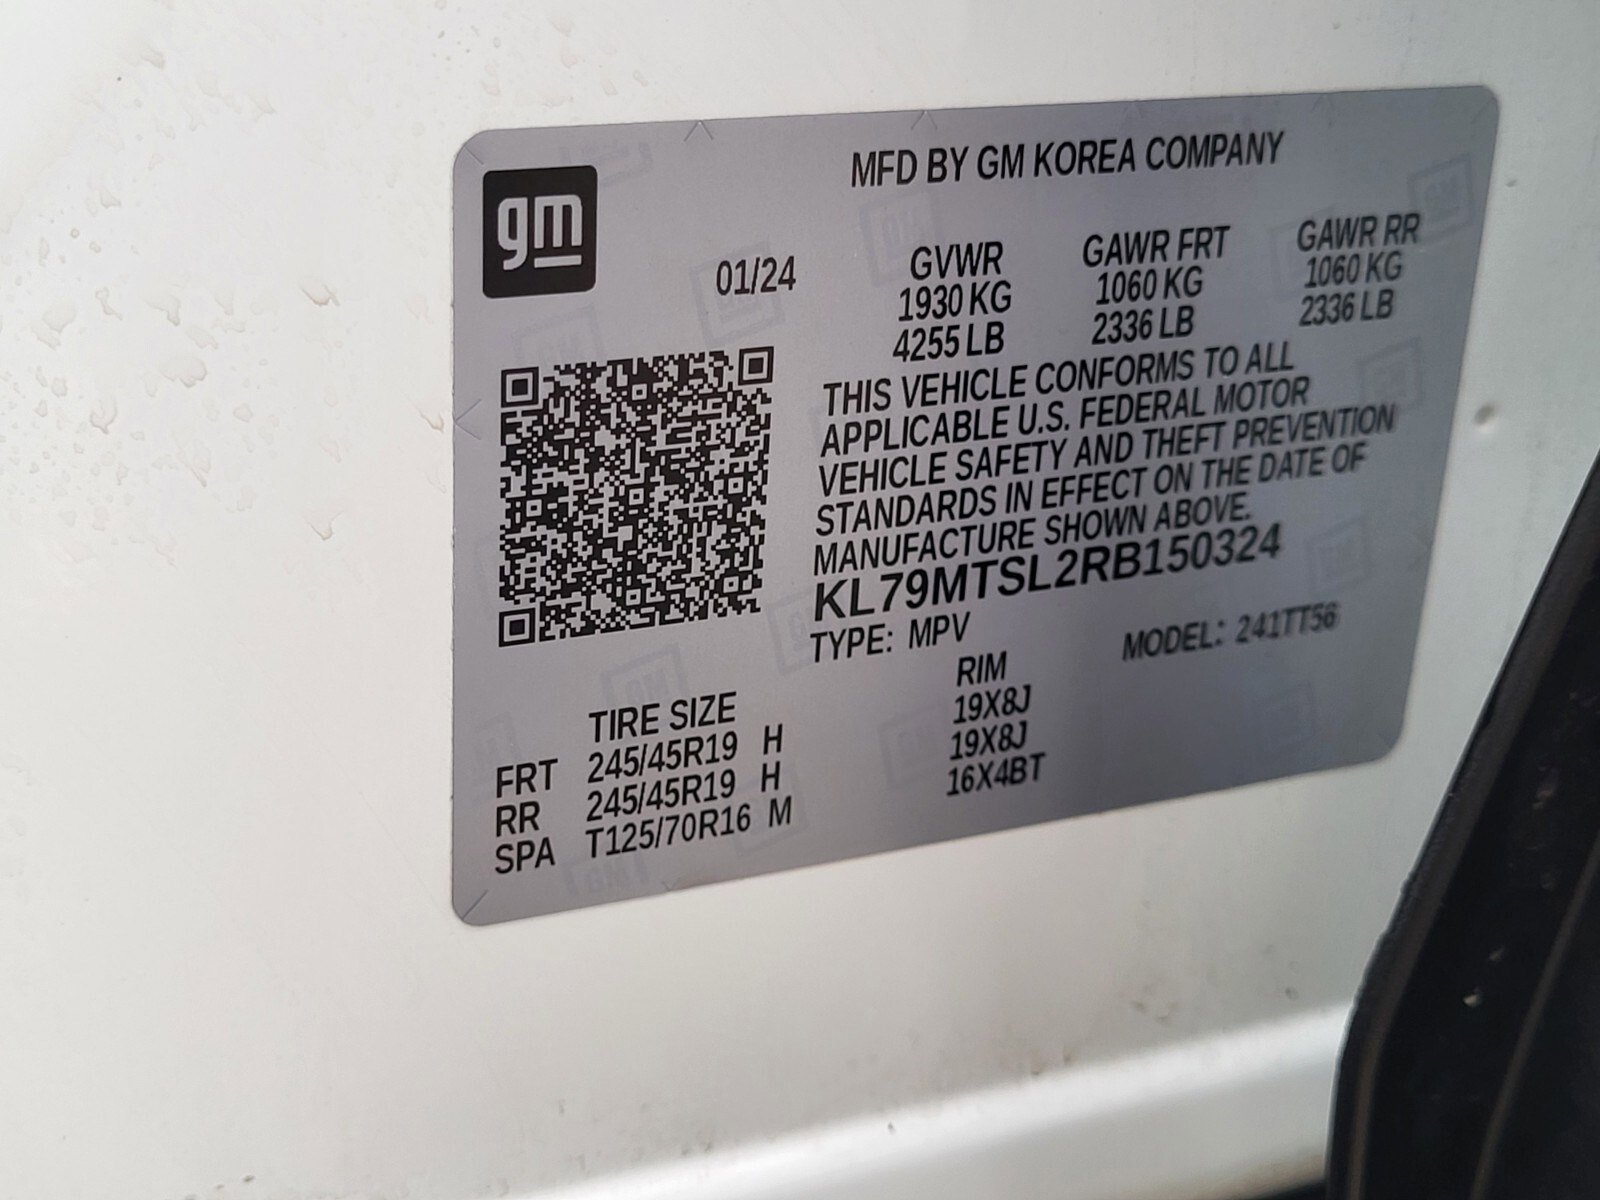 gm
MFD BY GM KOREA COMPANY
01/24
GVWR GAWR FRT GAWR RR
1930 KG 1060 KG 1060 KG
4255 LB 2336 LB 2336 LB
THIS VEHICLE CONFORMS TO ALL
APPLICABLE U.S. FEDERAL MOTOR
VEHICLE SAFETY AND THEFT PREVENTION
STANDARDS IN EFFECT ON THE DATE OF
MANUFACTURE SHOWN ABOVE.
KL79MTSL2RB150324
TYPE: MPV MODEL: 241TT56
TIRE SIZE RIM
FRT 245/45R19 H 19X8J
RR 245/45R19 H 19X8J
SPA T125/70R16 M 16X4BT